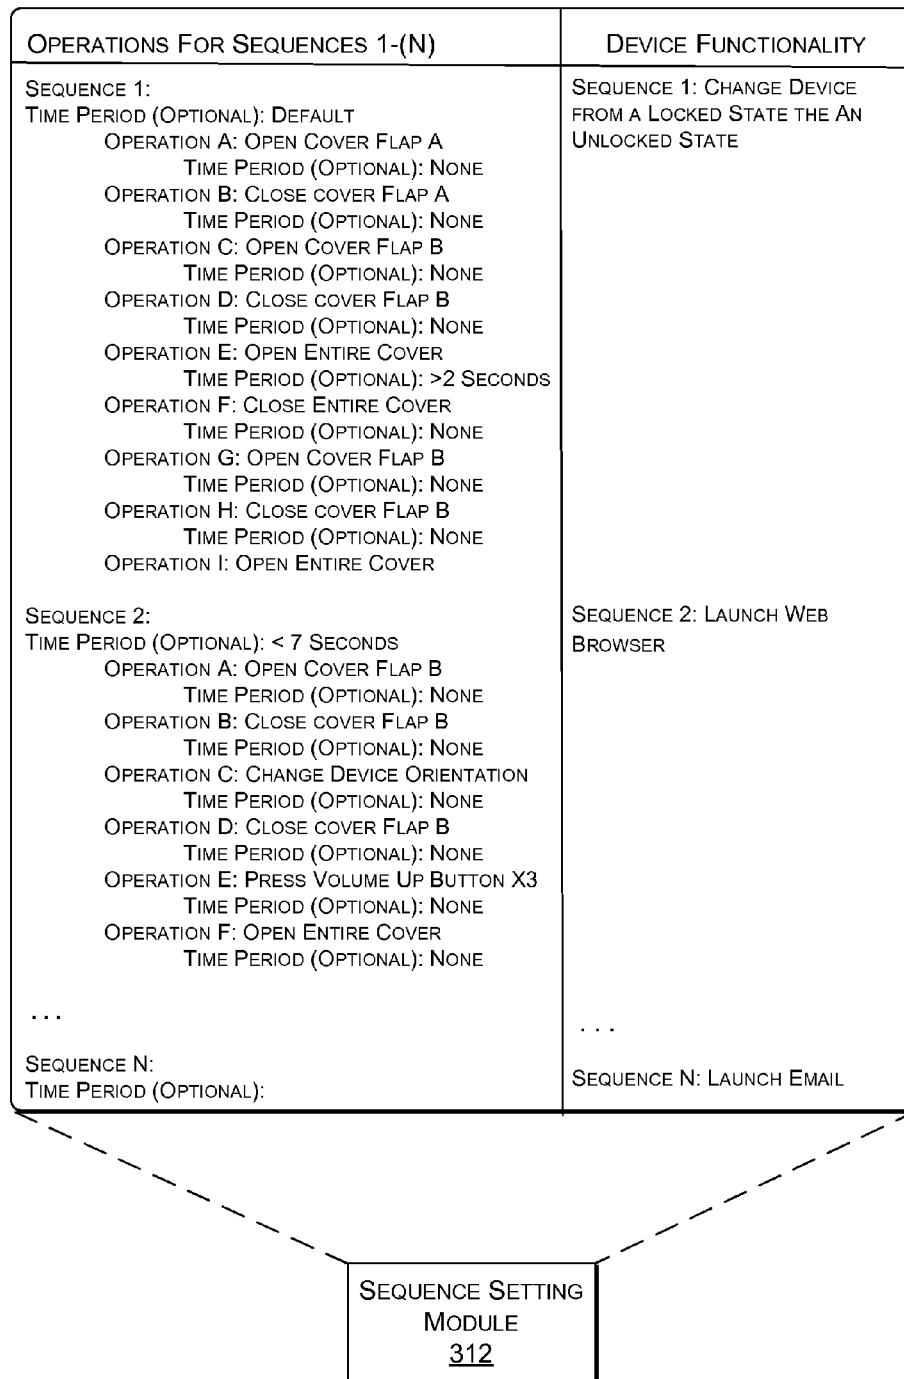 OPERATIONS FOR SEQUENCES 1-(N)
DEVICE FUNCTIONALITY
SEQUENCE 1:
TIME PERIOD (OPTIONAL): DEFAULT
OPERATION A: OPEN COVER FLAP A
TIME PERIOD (OPTIONAL): NONE
OPERATION B: CLOSE COVER FLAP A
TIME PERIOD (OPTIONAL): NONE
OPERATION C: OPEN COVER FLAP B
TIME PERIOD (OPTIONAL): NONE
OPERATION D: CLOSE COVER FLAP B
TIME PERIOD (OPTIONAL): NONE
OPERATION E: OPEN ENTIRE COVER
TIME PERIOD (OPTIONAL): >2 SECONDS
OPERATION F: CLOSE ENTIRE COVER
TIME PERIOD (OPTIONAL): NONE
OPERATION G: OPEN COVER FLAP B
TIME PERIOD (OPTIONAL): NONE
OPERATION H: CLOSE COVER FLAP B
TIME PERIOD (OPTIONAL): NONE
OPERATION I: OPEN ENTIRE COVER
SEQUENCE 1: CHANGE DEVICE
FROM A LOCKED STATE THE AN
UNLOCKED STATE
SEQUENCE 2:
TIME PERIOD (OPTIONAL): < 7 SECONDS
OPERATION A: OPEN COVER FLAP B
TIME PERIOD (OPTIONAL): NONE
OPERATION B: CLOSE COVER FLAP B
TIME PERIOD (OPTIONAL): NONE
OPERATION C: CHANGE DEVICE ORIENTATION
TIME PERIOD (OPTIONAL): NONE
OPERATION D: CLOSE COVER FLAP B
TIME PERIOD (OPTIONAL): NONE
OPERATION E: PRESS VOLUME UP BUTTON X3
TIME PERIOD (OPTIONAL): NONE
OPERATION F: OPEN ENTIRE COVER
TIME PERIOD (OPTIONAL): NONE
SEQUENCE 2: LAUNCH WEB
BROWSER
. . .
. . .
SEQUENCE N:
TIME PERIOD (OPTIONAL):
SEQUENCE N: LAUNCH EMAIL
SEQUENCE SETTING
MODULE
312